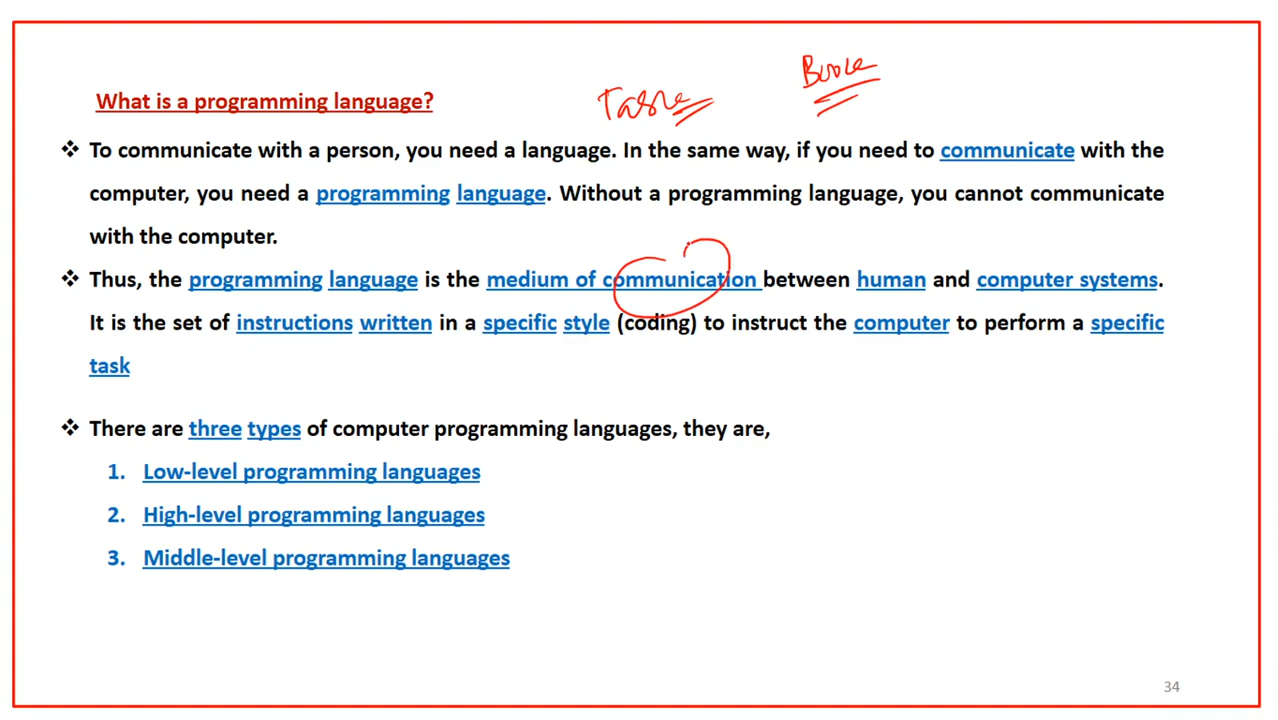 What is a programming language?
❖ To communicate with a person, you need a language. In the same way, if you need to communicate with the
computer, you need a programming language. Without a programming language, you cannot communicate
with the computer.
❖ Thus, the programming language is the medium of communication between human and computer systems.
It is the set of instructions written in a specific style (coding) to instruct the computer to perform a specific
task
❖ There are three types of computer programming languages, they are,
1. Low-level programming languages
2. High-level programming languages
3. Middle-level programming languages
34